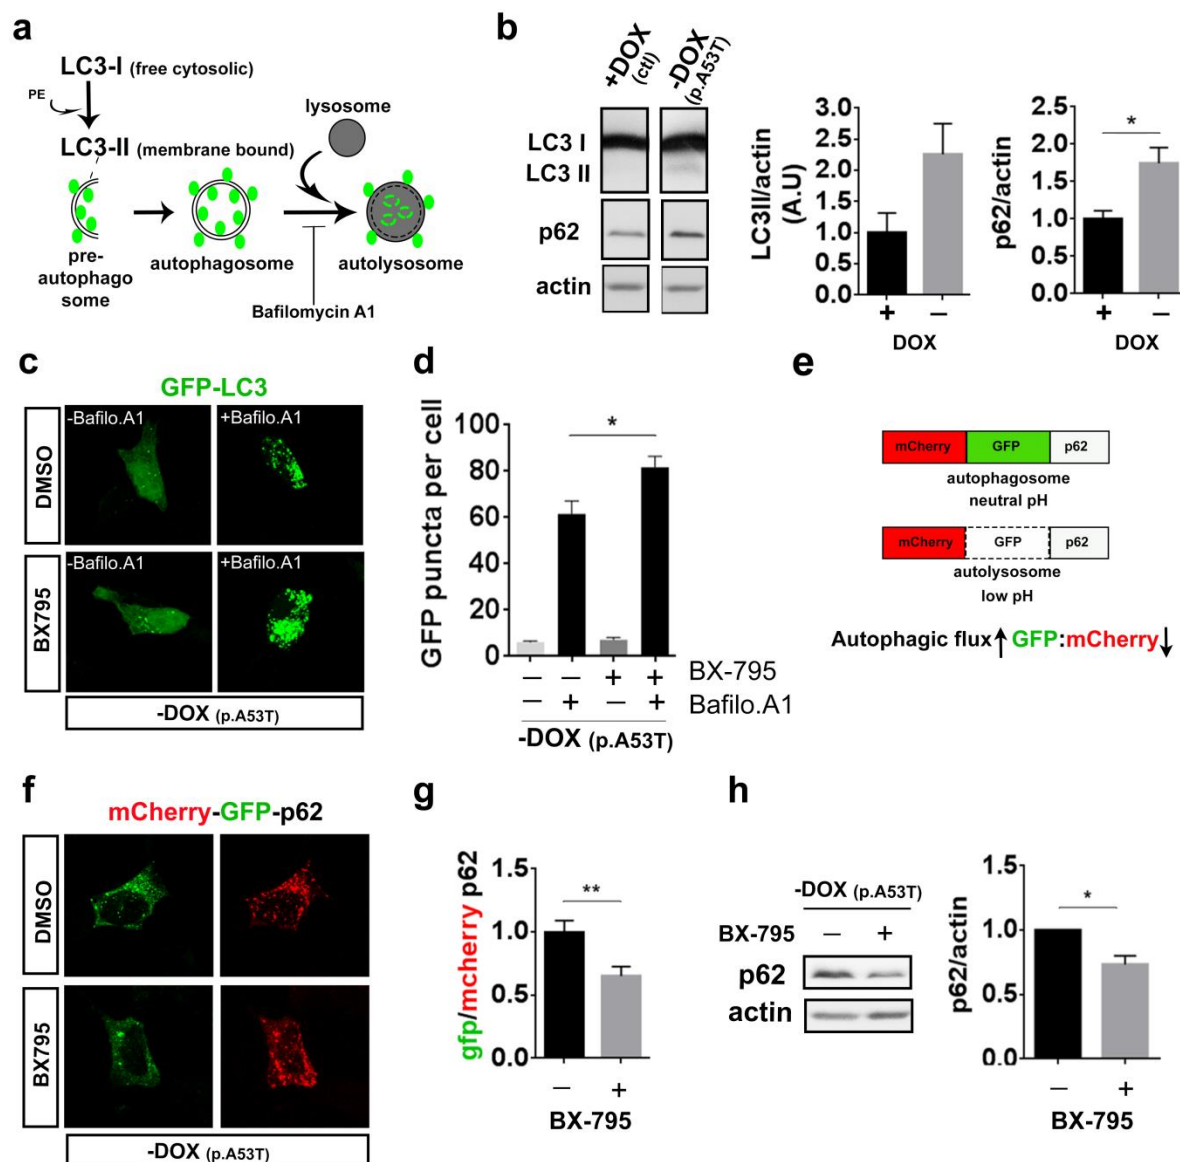 a
LC3-I (free cytosolic)
PE
LC3-II (membrane bound)
lysosome
pre-
autophago
some
autophagosome
autolysosome
Bafilomycin A1
b
+DOX
(ctl)
-DOX
(p.A53T)
LC3 I
LC3 II
p62
actin
LC3II/actin
(A.U)
3.0
2.5
2.0
1.5
1.0
0.5
0.0
+ –
DOX
p62/actin
2.5
2.0
1.5
1.0
0.5
0.0
*
+ –
DOX
c
GFP-LC3
DMSO
-Bafilo.A1
+Bafilo.A1
BX795
-Bafilo.A1
+Bafilo.A1
-DOX (p.A53T)
d
GFP puncta per cell
100
80
60
40
20
0
*
– – + + BX-795
– + – + Bafilo.A1
-DOX (p.A53T)
e
mCherry GFP p62
autophagosome
neutral pH
mCherry GFP p62
autolysosome
low pH
Autophagic flux↑ GFP:mCherry↓
f
mCherry-GFP-p62
DMSO
BX795
-DOX (p.A53T)
g
gfp/mcherry p62
1.5
1.0
0.5
0.0
**
– +
BX-795
h
-DOX (p.A53T)
BX-795 – +
p62
actin
p62/actin
1.5
1.0
0.5
0.0
*
– +
BX-795